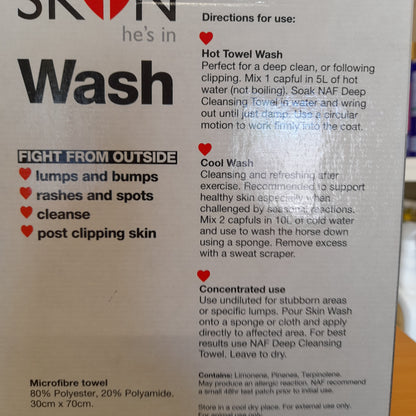 SKIN
he's in
Wash
FIGHT FROM OUTSIDE
lumps and bumps
rashes and spots
cleanse
post clipping skin
Microfibre towel
80% Polyester, 20% Polyamide.
30cm x 70cm.
Directions for use:
Hot Towel Wash
Perfect for a deep clean, or following
clipping. Mix 1 capful in 5L of hot
water (not boiling). Soak NAF Deep
Cleansing Towel in water and wring
out until just damp. Use a circular
motion to work firmly into the coat.
Cool Wash
Cleansing and refreshing after
exercise. Recommended to support
healthy skin especially when
challenged by seasonal reactions.
Mix 2 capfuls in 10L of cold water
and use to wash the horse down
using a sponge. Remove excess
with a sweat scraper.
Concentrated use
Use undiluted for stubborn areas
or specific lumps. Pour Skin Wash
onto a sponge or cloth and apply
directly to affected area. For best
results use NAF Deep Cleansing
Towel. Leave to dry.
Contains: Limonene, Pinenes, Terpinolene.
May produce an allergic reaction. NAF recommend
a small 48hr test patch prior to initial use.
Store in a cool dry place. For external use only.
For animal use only.